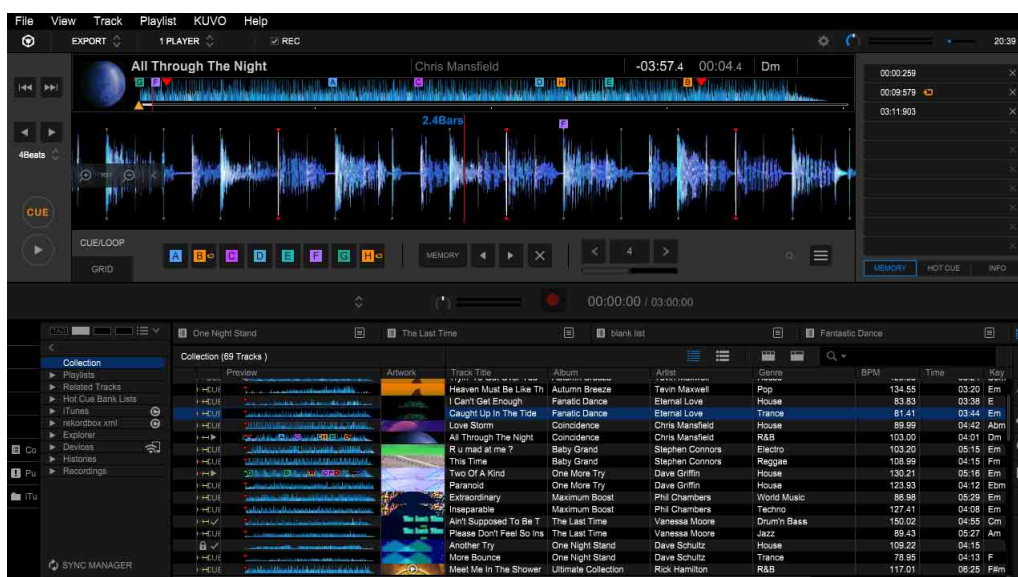 File View Track Playlist KUVO Help
EXPORT 1 PLAYER REC 20:39
All Through The Night Chris Mansfield -03:57.4 00:04.4 Dm
G F A C D H E B
2.4Bars
F
4Beats
CUE
00:00:259
00:09:579
03:11:903
CUE/LOOP
GRID
A B C D E F G H MEMORY 4
MEMORY HOT CUE INFO
00:00:00 / 03:00:00
One Night Stand The Last Time blank list Fantastic Dance
Collection (69 Tracks )
Collection
Playlists
Related Tracks
Hot Cue Bank Lists
iTunes
rekordbox xml
Explorer
Devices
Histories
Recordings
Co
Pu
iTu
SYNC MANAGER
Preview Artwork Track Title Album Artist Genre BPM Time Key
Heaven Must Be Like Th Autumn Breeze Tevin Maxwell Pop 134.55 03:20 Em
I Can't Get Enough Fanatic Dance Eternal Love House 83.83 03:38 E
Caught Up In The Tide Fanatic Dance Eternal Love Trance 81.41 03:44 Em
Love Storm Coincidence Chris Mansfield House 89.99 04:42 Abm
All Through The Night Coincidence Chris Mansfield R&B 103.00 04:01 Dm
R u mad at me ? Baby Grand Stephen Connors Electro 103.20 05:15 Em
This Time Baby Grand Stephen Connors Reggae 108.99 04:15 Fm
Two Of A Kind One More Try Dave Griffin House 130.21 05:16 Em
Paranoid One More Try Dave Griffin House 123.93 04:12 Ebm
Extraordinary Maximum Boost Phil Chambers World Music 86.98 05:29 Em
Inseparable Maximum Boost Phil Chambers Techno 127.41 04:08 Em
Ain't Supposed To Be T The Last Time Vanessa Moore Drum'n Bass 150.02 04:55 Cm
Please Don't Feel So Ins The Last Time Vanessa Moore Jazz 89.43 05:27 Am
Another Try One Night Stand Dave Schultz House 109.22 04:15
More Bounce One Night Stand Dave Schultz Trance 78.95 04:13 F
Meet Me In The Shower Ultimate Collection Rick Hamilton R&B 117.01 06:25 F#m